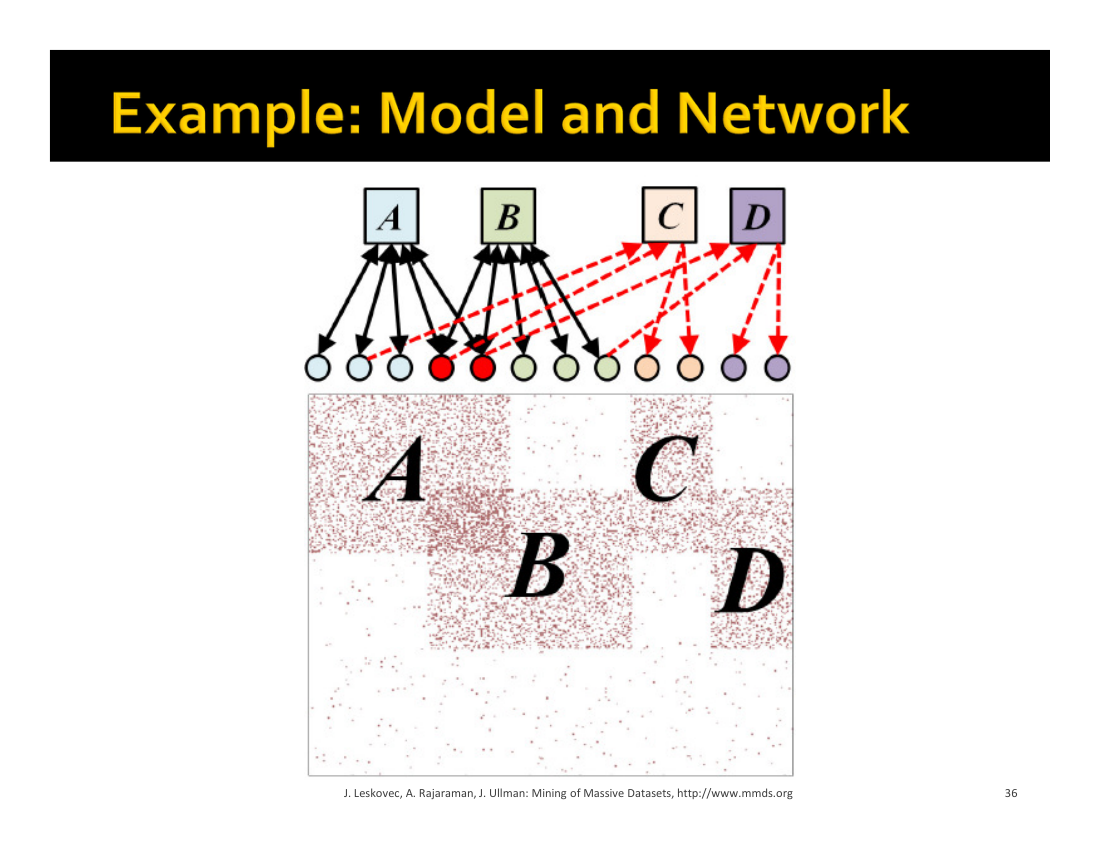 Example: Model and Network
A B C D
A C
B D
J. Leskovec, A. Rajaraman, J. Ullman: Mining of Massive Datasets, http://www.mmds.org 36